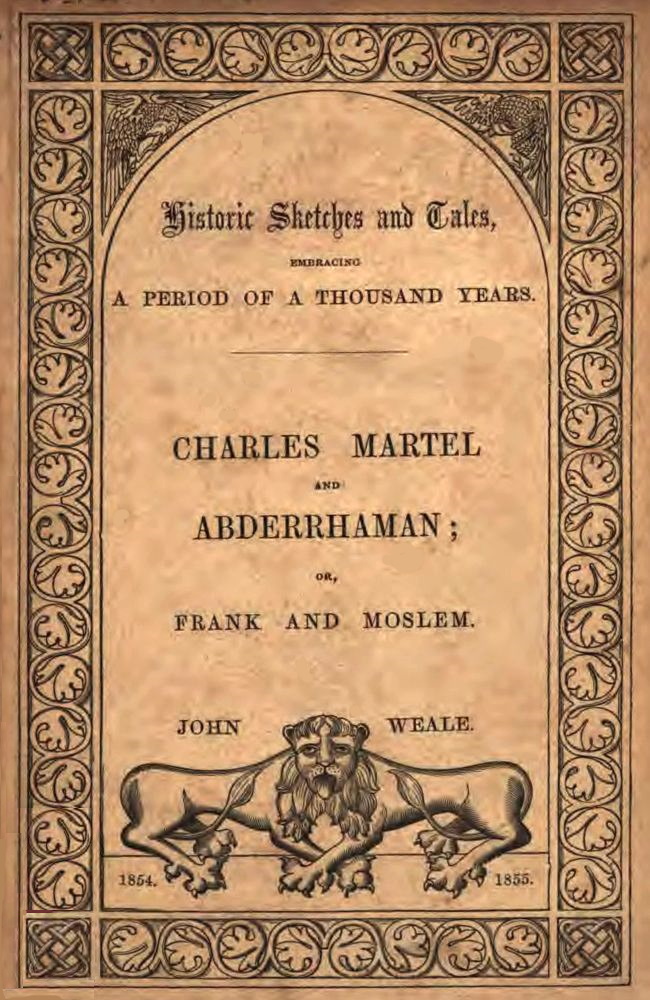 Historic Sketches and Tales,
EMBRACING
A PERIOD OF A THOUSAND YEARS.
CHARLES MARTEL
AND
ABDERRHAMAN;
OR,
FRANK AND MOSLEM.
JOHN WEALE.
1854. 1855.